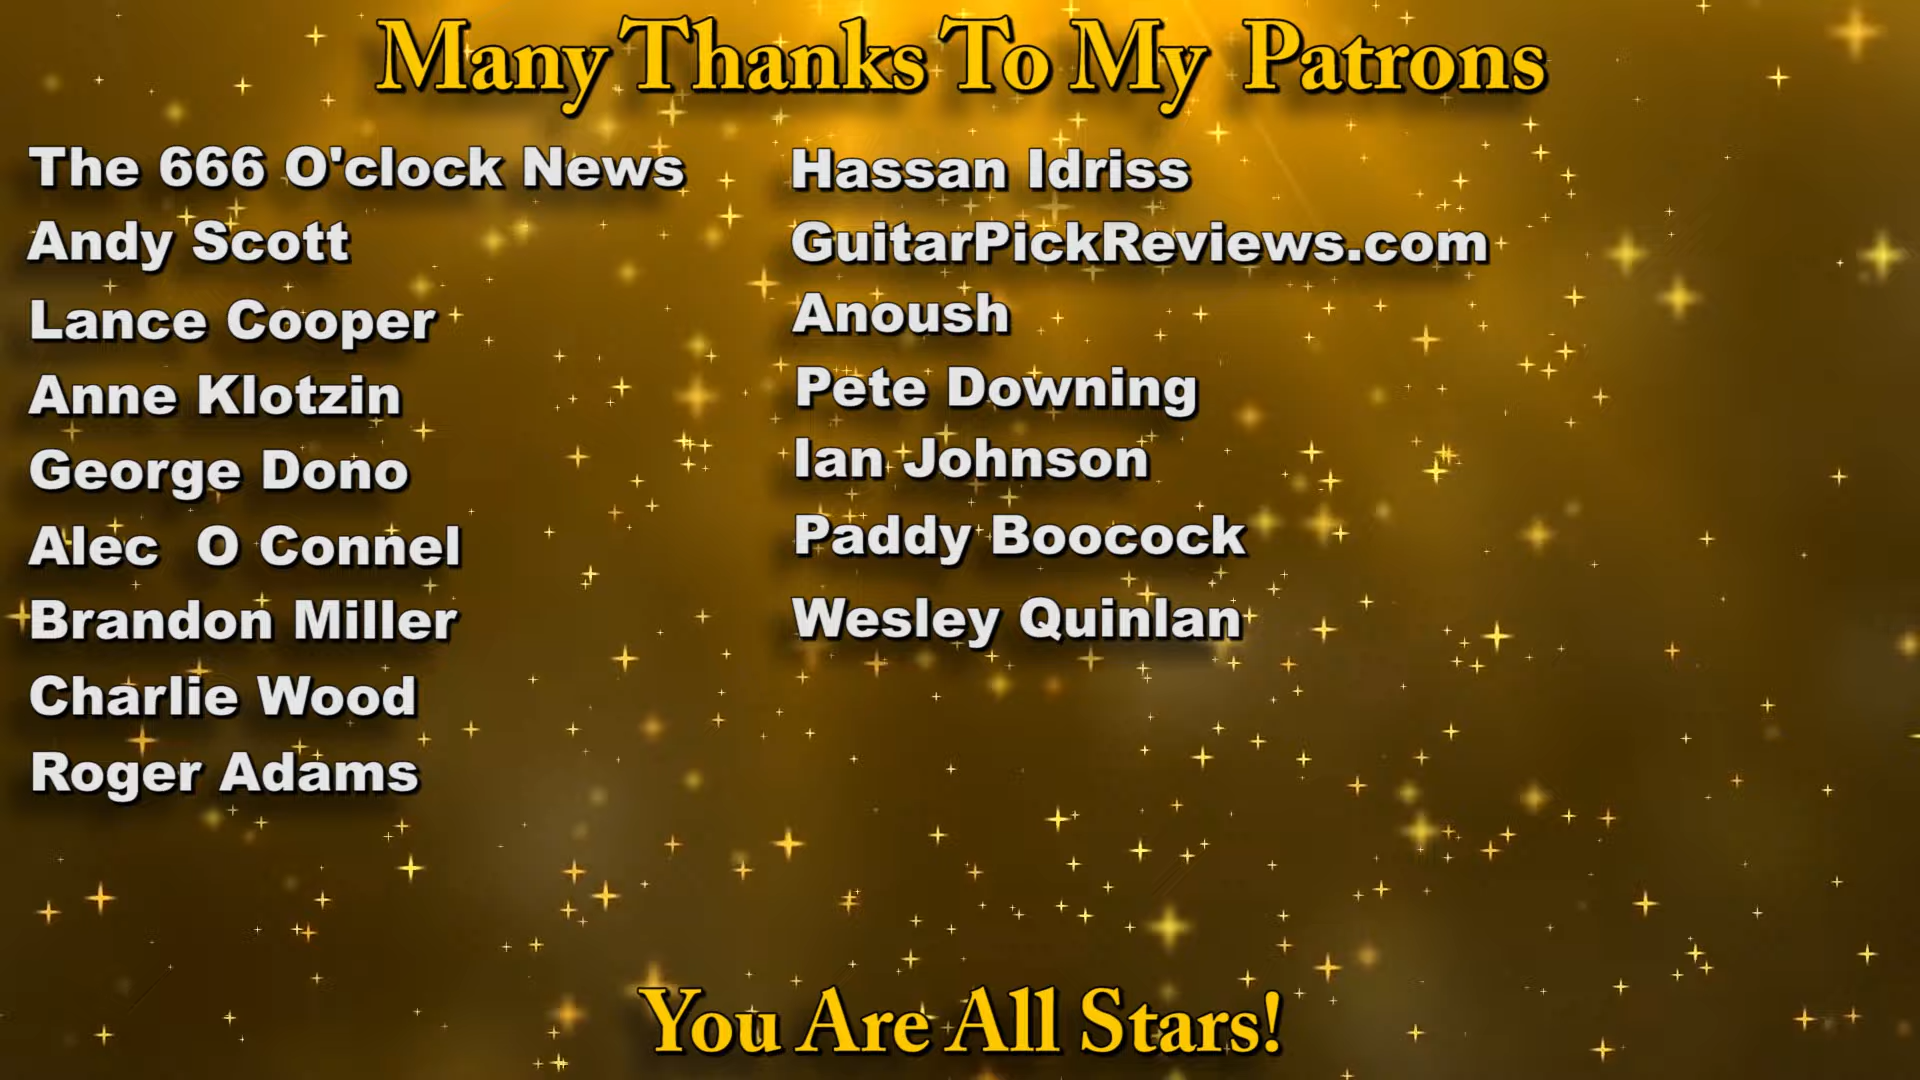 Many Thanks To My Patrons
The 666 O'clock News
Andy Scott
Lance Cooper
Anne Klotzin
George Dono
Alec O Connel
Brandon Miller
Charlie Wood
Roger Adams
Hassan Idriss
GuitarPickReviews.com
Anoush
Pete Downing
Ian Johnson
Paddy Boocock
Wesley Quinlan
You Are All Stars!